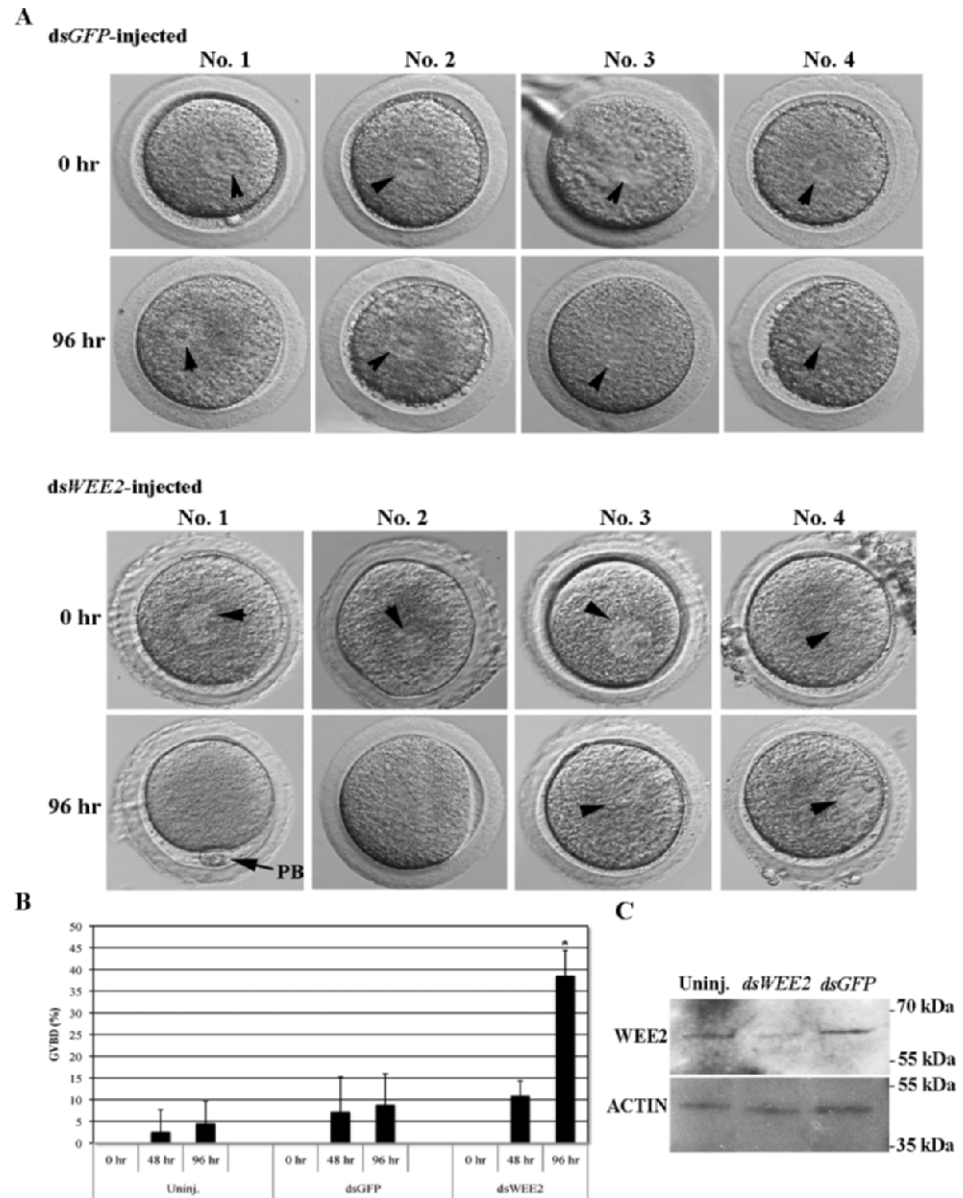 A
dsGFP-injected
No. 1 No. 2 No. 3 No. 4
0 hr
96 hr
dsWEE2-injected
No. 1 No. 2 No. 3 No. 4
0 hr
96 hr
PB
B
50
45
40
35
30
25
20
15
10
5
0
GVBD (%)
*
0 hr 48 hr 96 hr 0 hr 48 hr 96 hr 0 hr 48 hr 96 hr
Uninj. dsGFP dsWEE2
C
Uninj. dsWEE2 dsGFP
WEE2
-70 kDa
-55 kDa
ACTIN
-55 kDa
-35 kDa